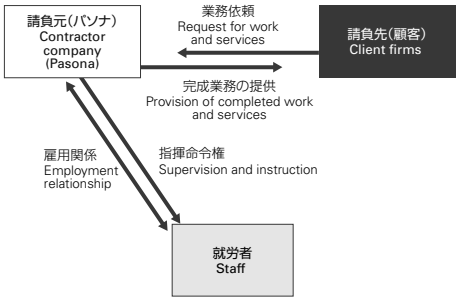 請負元（パソナ）
Contractor
company
(Pasona)
業務依頼
Request for work
and services
請負先（顧客）
Client firms
完成業務の提供
Provision of completed work
and services
雇用関係
Employment
relationship
指揮命令権
Supervision and instruction
就労者
Staff